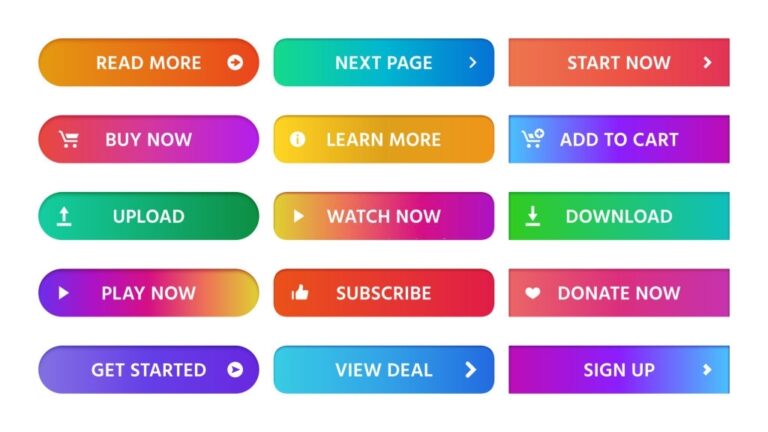 READ MORE
NEXT PAGE
START NOW
BUY NOW
LEARN MORE
ADD TO CART
UPLOAD
WATCH NOW
DOWNLOAD
PLAY NOW
SUBSCRIBE
DONATE NOW
GET STARTED
VIEW DEAL
SIGN UP